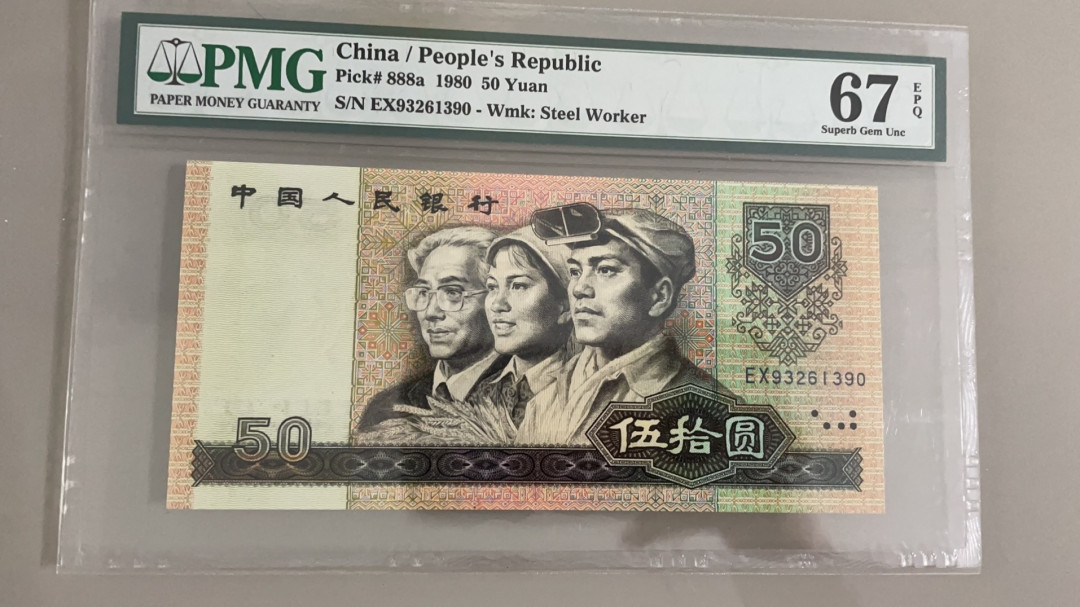 PMG
PAPER MONEY GUARANTY
China / People's Republic
Pick# 888a 1980 50 Yuan
S/N EX93261390 - Wmk: Steel Worker
67
EPQ
Superb Gem Unc
中国人民银行
50
EX93261390
50
伍拾圆